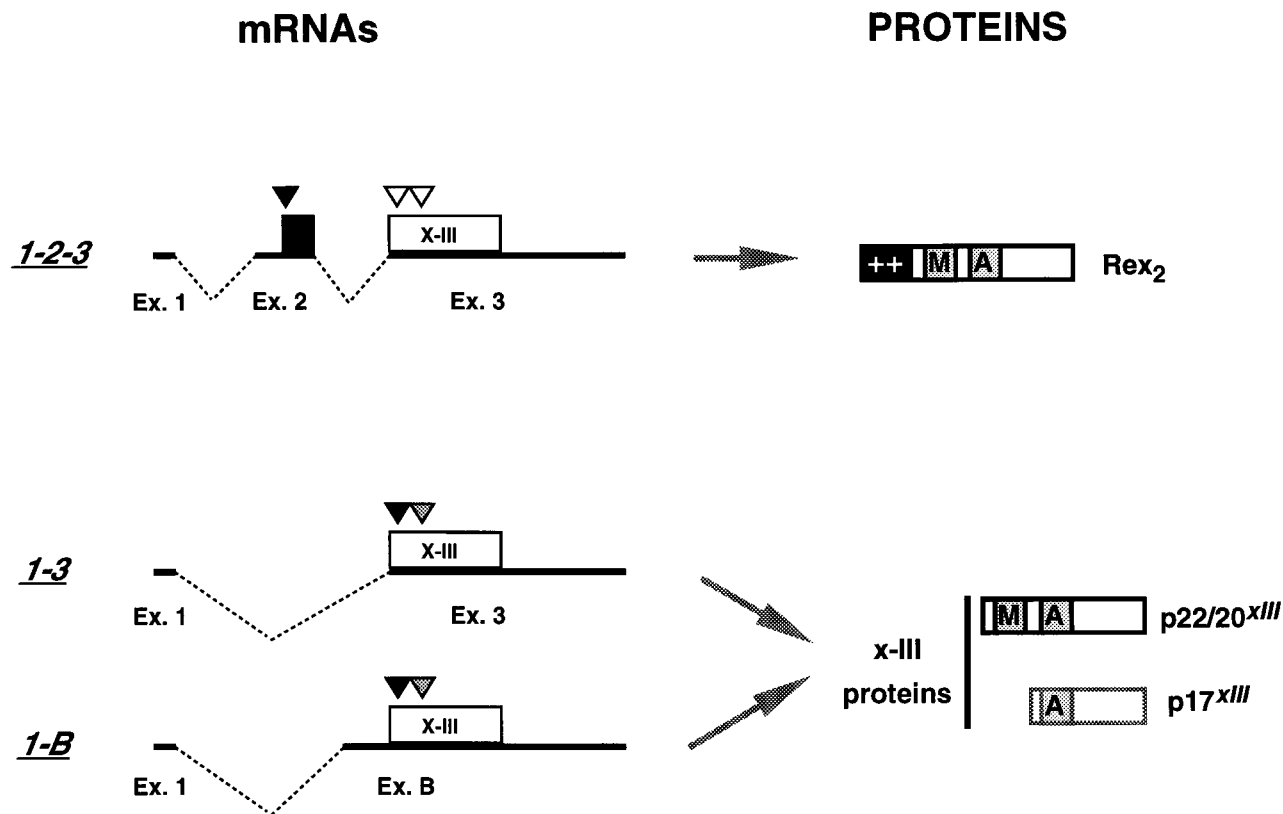 mRNAs
PROTEINS
1-2-3
X-III
Ex. 1
Ex. 2
Ex. 3
++
M
A
Rex2
1-3
X-III
Ex. 1
Ex. 3
1-B
X-III
Ex. 1
Ex. B
x-III
proteins
M
A
p22/20xIII
A
p17xIII